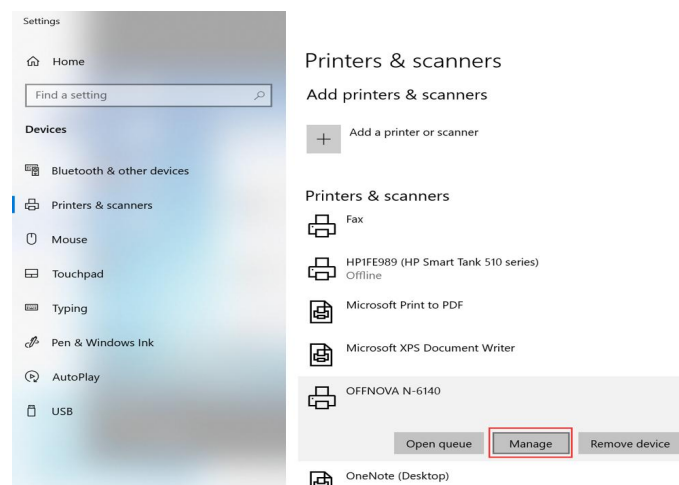 Settings
Home
Find a setting
Devices
Bluetooth & other devices
Printers & scanners
Mouse
Touchpad
Typing
Pen & Windows Ink
AutoPlay
USB
Printers & scanners
Add printers & scanners
Add a printer or scanner
Printers & scanners
Fax
HP1FE989 (HP Smart Tank 510 series)
Offline
Microsoft Print to PDF
Microsoft XPS Document Writer
OFFNOVA N-6140
Open queue Manage Remove device
OneNote (Desktop)